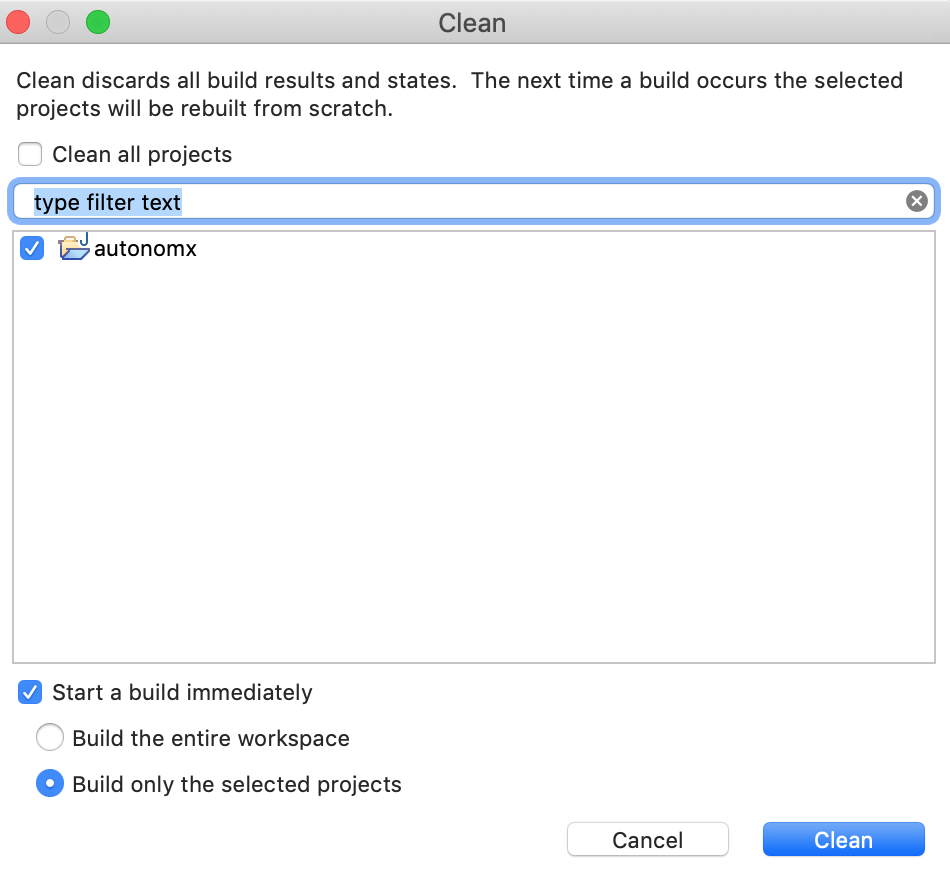 Clean
Clean discards all build results and states.  The next time a build occurs the selected
projects will be rebuilt from scratch.
Clean all projects
type filter text
autonomx
Start a build immediately
Build the entire workspace
Build only the selected projects
Cancel
Clean